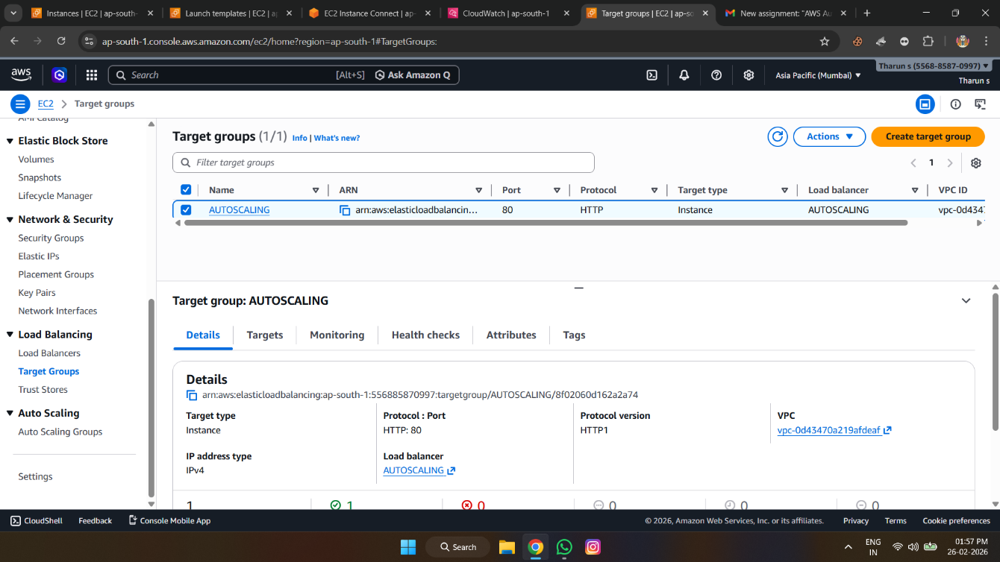 Instances | EC2 | ap-south-
Launch templates | EC2 | ap
EC2 Instance Connect | ap-
CloudWatch | ap-south-1
Target groups | EC2 | ap-so
New assignment: "AWS Au
ap-south-1.console.aws.amazon.com/ec2/home?region=ap-south-1#TargetGroups:
aws
Search
[Alt+S]
Ask Amazon Q
Asia Pacific (Mumbai)
Tharun s (5568-8587-0997)
Tharun s
EC2
Target groups
AMI Catalog
Elastic Block Store
Volumes
Snapshots
Lifecycle Manager
Network & Security
Security Groups
Elastic IPs
Placement Groups
Key Pairs
Network Interfaces
Load Balancing
Load Balancers
Target Groups
Trust Stores
Auto Scaling
Auto Scaling Groups
Settings
Target groups (1/1) Info | What's new?
Actions
Create target group
Filter target groups
1
Name ARN Port Protocol Target type Load balancer VPC ID
AUTOSCALING arn:aws:elasticloadbalancin... 80 HTTP Instance AUTOSCALING vpc-0d434
Target group: AUTOSCALING
Details Targets Monitoring Health checks Attributes Tags
Details
arn:aws:elasticloadbalancing:ap-south-1:556885870997:targetgroup/AUTOSCALING/8f02060d162a2a74
Target type
Instance
Protocol : Port
HTTP: 80
Protocol version
HTTP1
VPC
vpc-0d43470a219afdeaf
IP address type
IPv4
Load balancer
AUTOSCALING
1 1 0 0 0 0
CloudShell Feedback Console Mobile App © 2026, Amazon Web Services, Inc. or its affiliates. Privacy Terms Cookie preferences
Search
ENG
IN
01:57 PM
26-02-2026